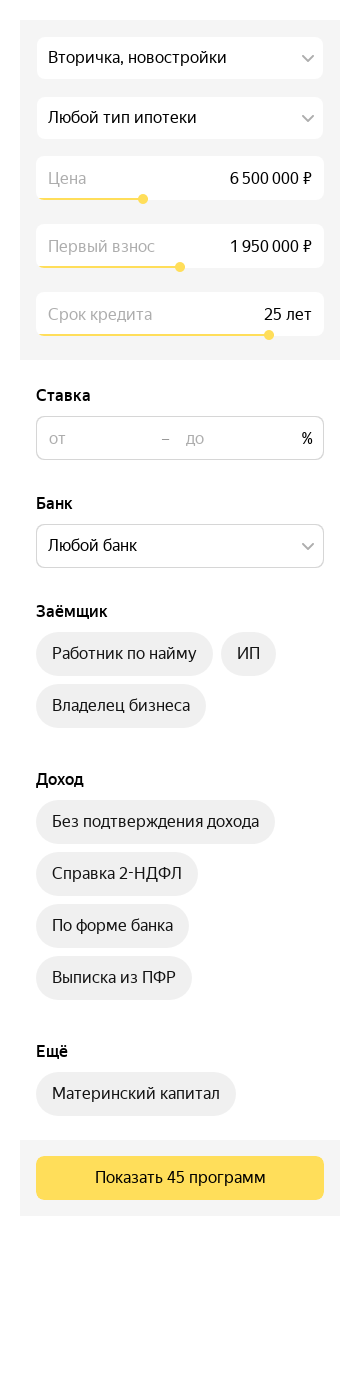 Вторичка, новостройки
Любой тип ипотеки
Цена 6 500 000 ₽
Первый взнос 1 950 000 ₽
Срок кредита 25 лет
Ставка
от – до %
Банк
Любой банк
Заёмщик
Работник по найму ИП
Владелец бизнеса
Доход
Без подтверждения дохода
Справка 2-НДФЛ
По форме банка
Выписка из ПФР
Ещё
Материнский капитал
Показать 45 программ